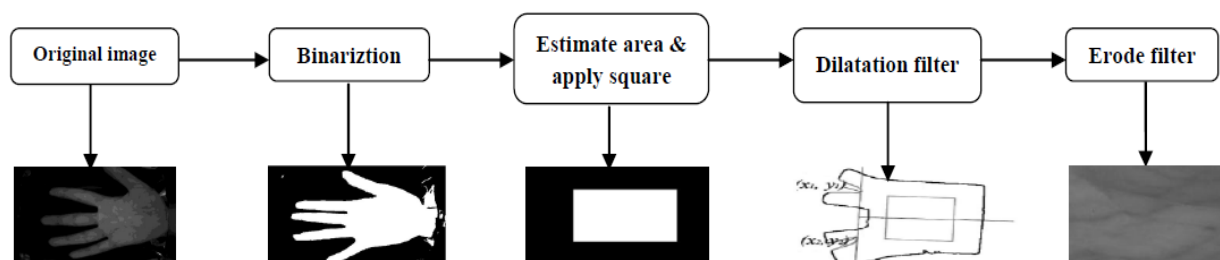 Original image
Binariztion
Estimate area &
apply square
Dilatation filter
Erode filter